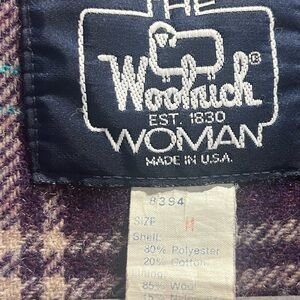 THE
Woolrich®
EST. 1830
WOMAN
MADE IN U.S.A.
8394
SIZE M
Shell:
80% Polyester
20% Cotton
Lining:
85% Wool